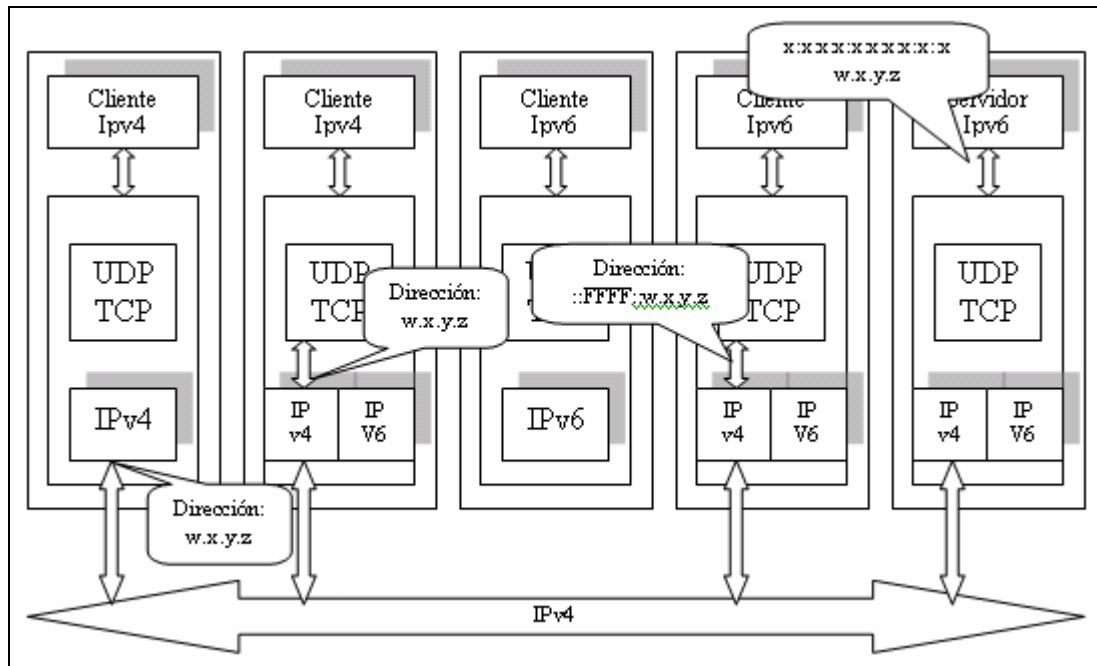 x:x:x:x:x:x:x:x:x
w.x.y.z
Cliente
Ipv4
Cliente
Ipv4
Cliente
Ipv6
Ipv6
Servidor
Ipv6
UDP
TCP
UDP
TCP
Dirección:
w.x.y.z
Dirección:
::FFFF::w.x.y.z
UDP
TCP
UDP
TCP
IPv4
IP
v4
IP
V6
IPv6
IP
v4
IP
V6
IP
v4
IP
V6
Dirección:
w.x.y.z
IPv4